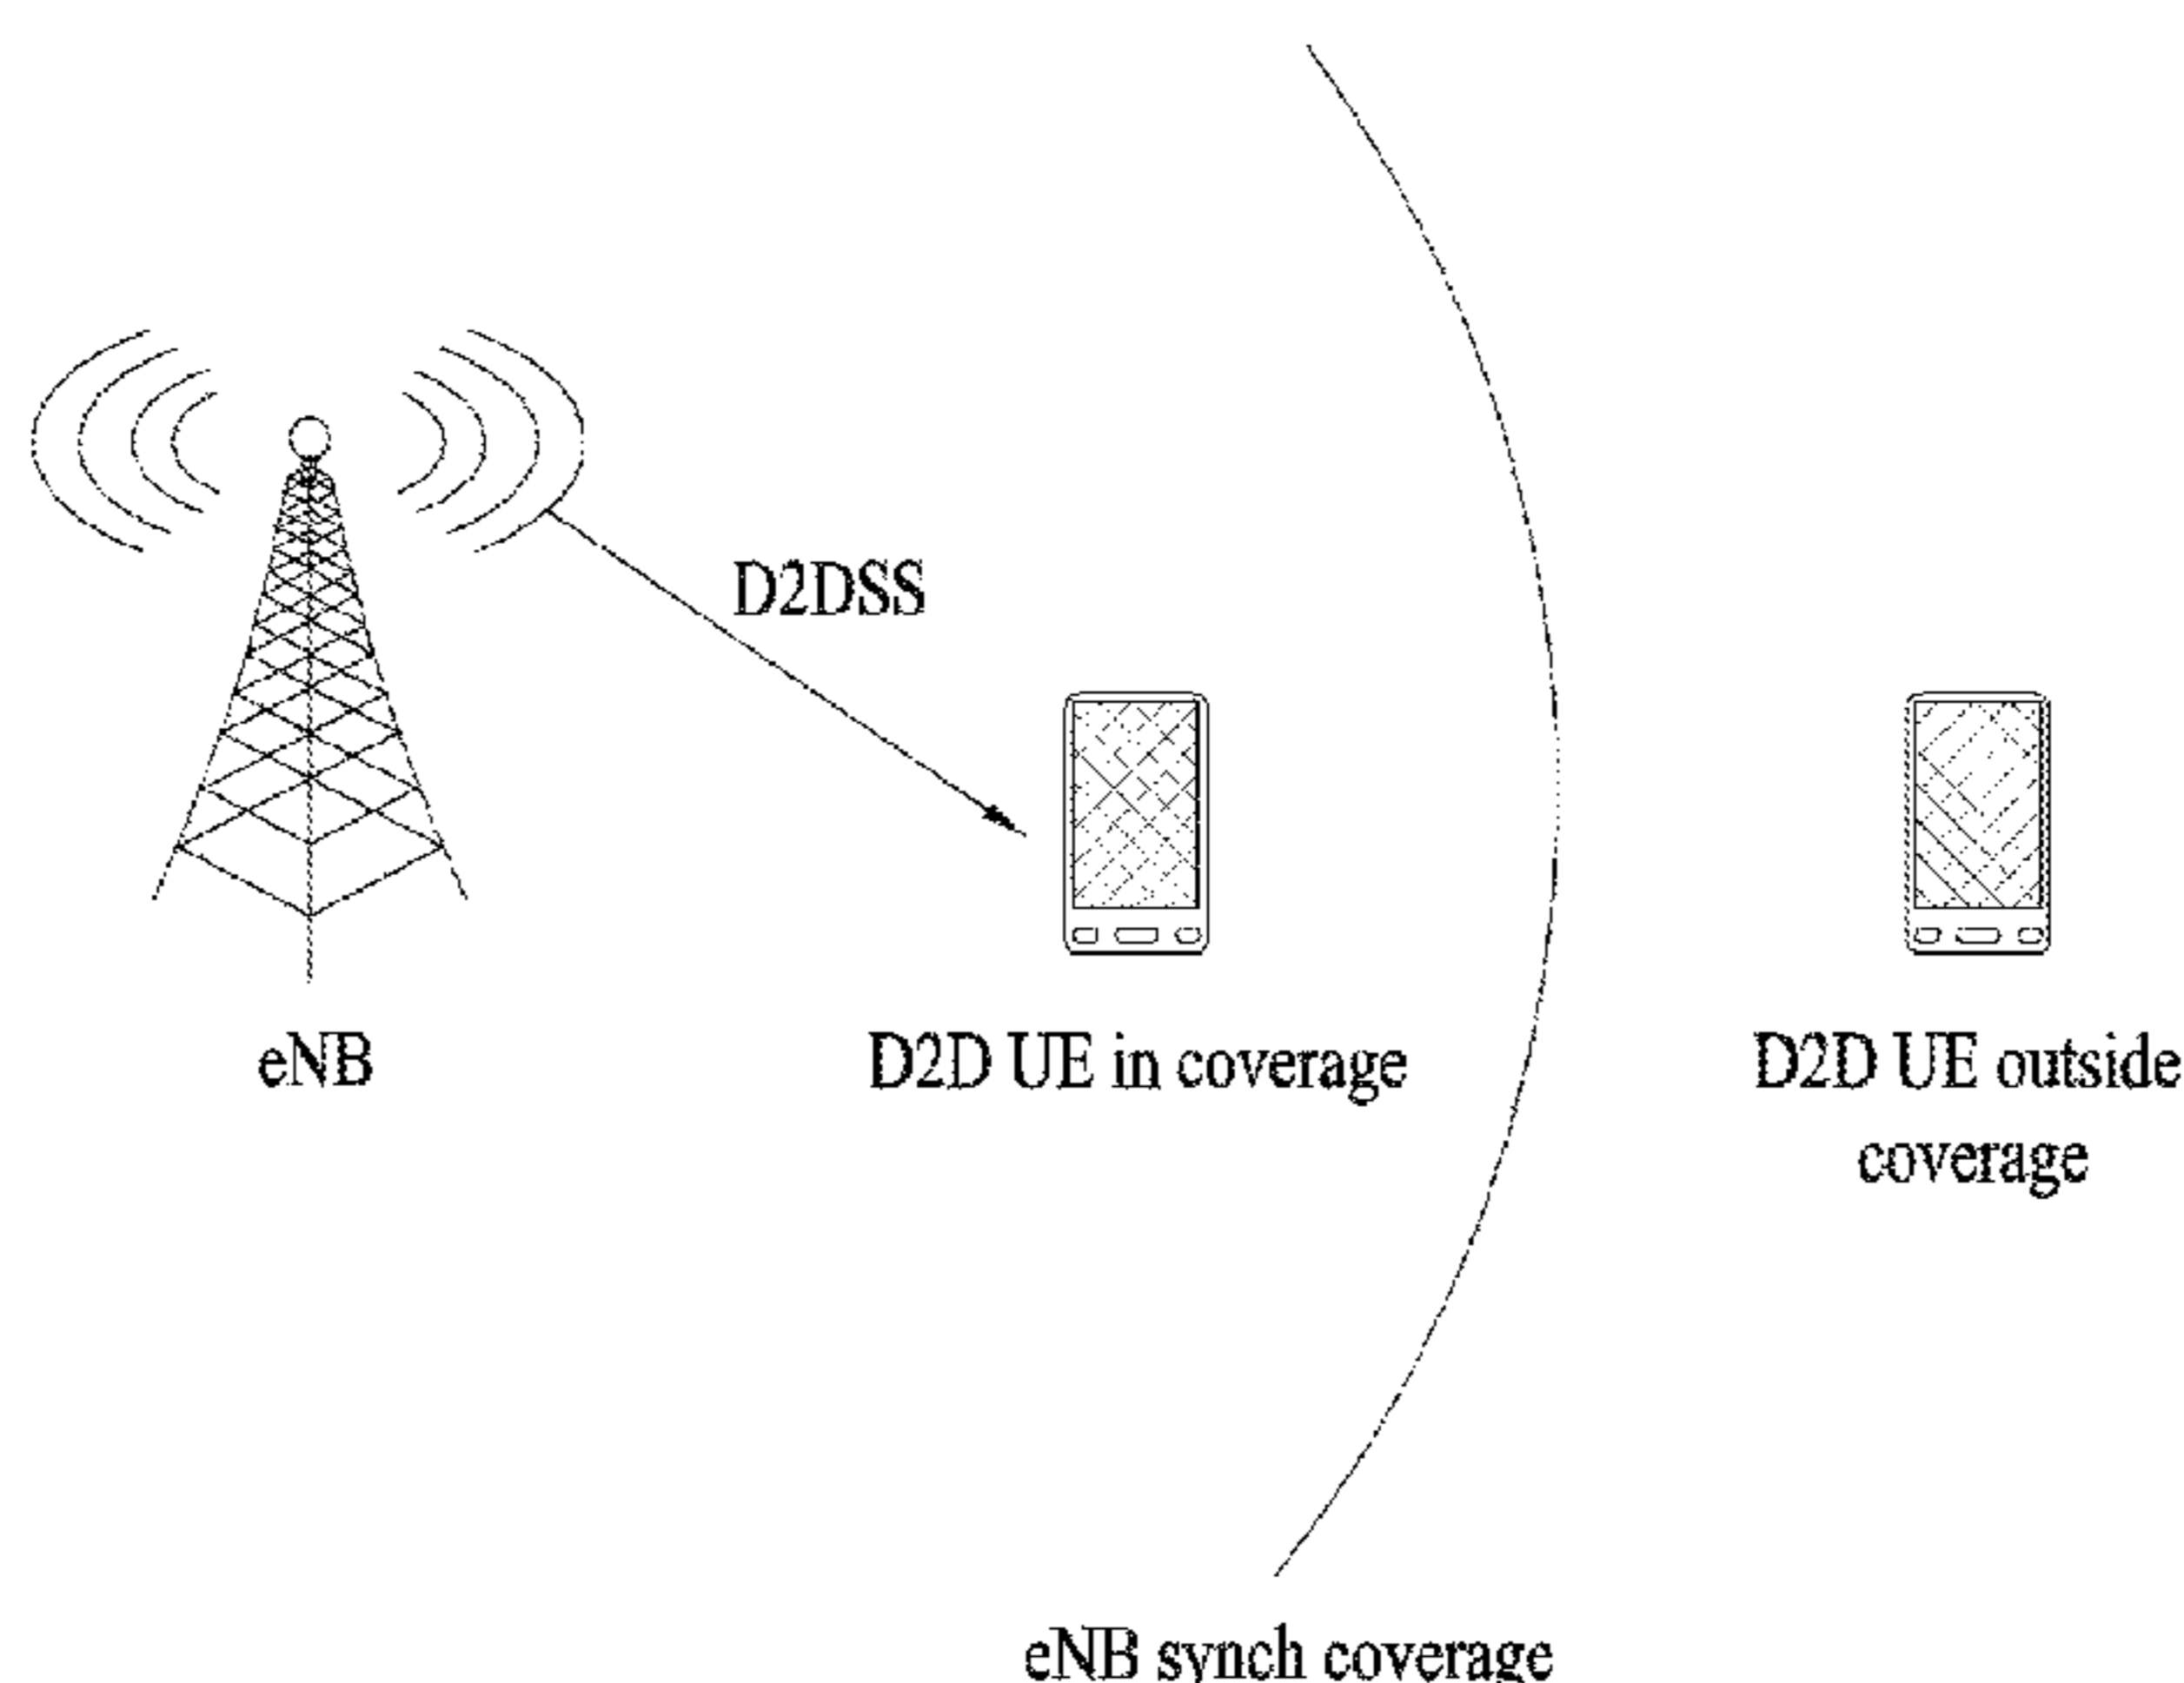 D2DSS
eNB
D2D UE in coverage
D2D UE outside
coverage
eNB synch coverage